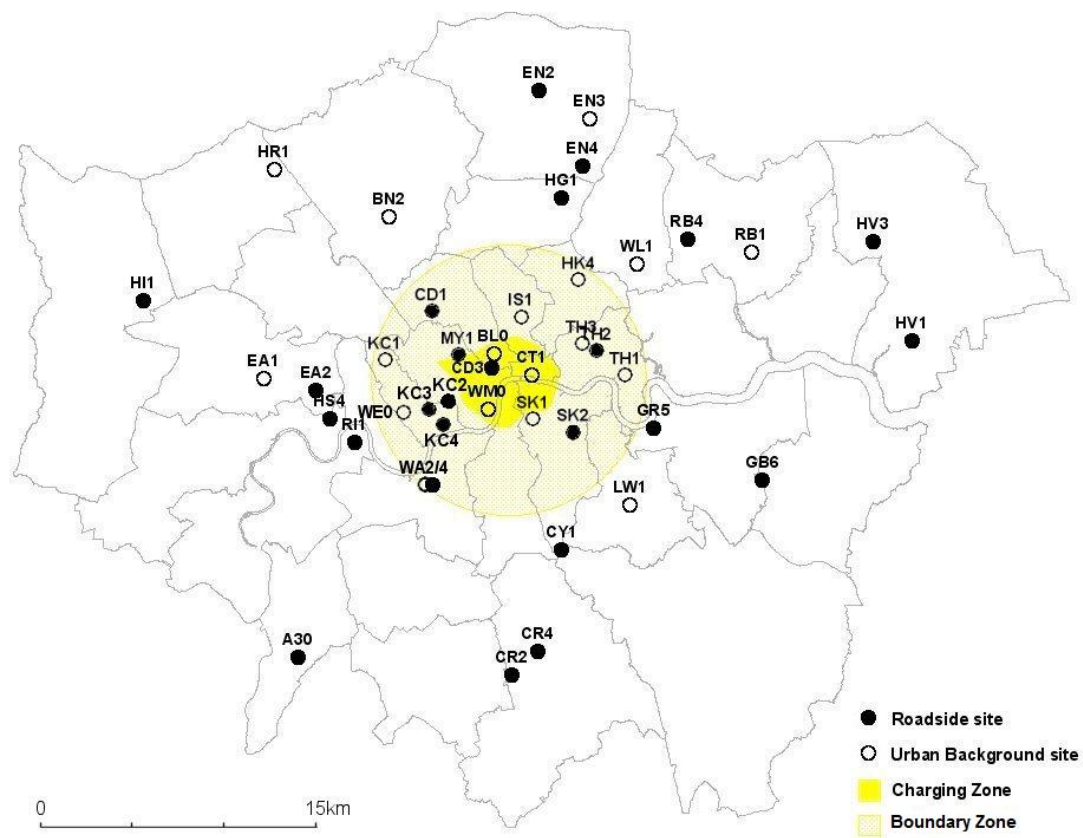 EN2
EN3
EN4
HR1
HG1
BN2
RB4
RB1
HV3
WL1
HK4
HI1
CD1
IS1
TH3
TH2
HV1
KC1
MY1
BL0
CT1
TH1
EA1
CD3
EA2
KC3
KC2
WM0
HS4
WE0
SK1
SK2
GR5
RI1
KC4
WA2/4
GB6
LW1
CY1
A30
CR4
CR2
Roadside site
Urban Background site
Charging Zone
Boundary Zone
0 15km